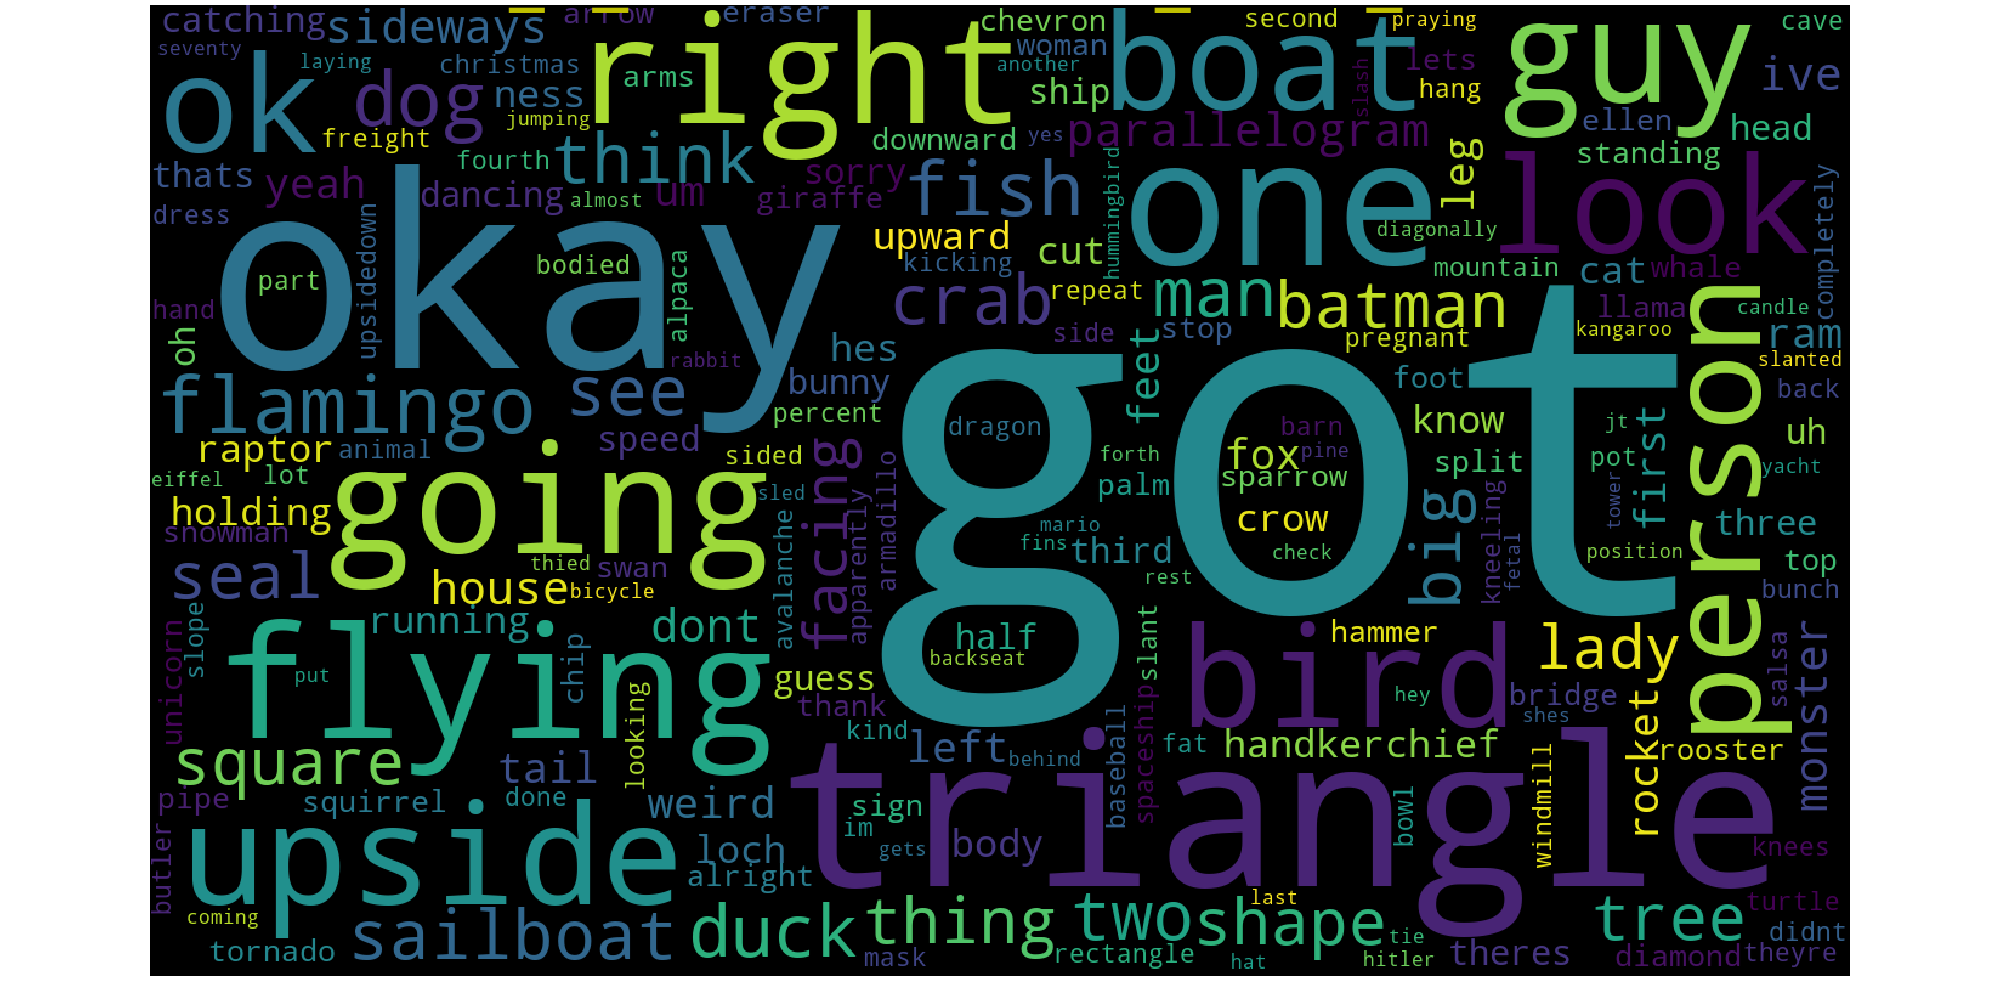 catching
sideways
arrow
eraser
chevron
second
praying
cave
seventy
laying
christmas
right
arms
woman
another
boat
lets
guy
ive
ok
dog
ness
ship
slash
hang
freight
jumping
downward
yes
parallelogram
ellen
head
fourth
think
standing
thats
yeah
dancing
um
sorry
giraffe
fish
hummingbird
one
leg
look
completely
almost
dress
upsidedown
okay
upward
cut
diagonally
part
bodied
alpaca
kicking
mountain
cat
whale
hand
crab
repeat
man
batman
llama
candle
person
oh
rabbit
hes
side
feet
stop
pregnant
kangaroo
ram
slanted
flamingo
see
bunny
got
foot
back
percent
raptor
animal
speed
facing
dragon
barn
know
first
jt
uh
eiffel
lot
going
sided
forth
fox
pine
split
pot
yacht
holding
sled
armadillo
palm
sparrow
big
kneeling
tower
snowman
avalanche
apparently
mario
crow
three
fins
third
check
fetal
position
top
seal
thied
swan
house
bicycle
rest
bunch
unicorn
slope
running
dont
half
slant
hammer
lady
salsa
monster
flying
put
chip
backseat
bird
looking
guess
thank
spaceship
hey
bridge
rocket
kind
left
behind
baseball
fat
handkerchief
shes
rooster
square
tail
windmill
pipe
squirrel
done
weird
sign
triangle
butler
upside
im
bowl
loch
gets
body
knees
alright
coming
last
turtle
tornado
sailboat
duck
thing
two
shape
tree
didnt
mask
rectangle
tie
hat
hitler
theres
diamond
theyre